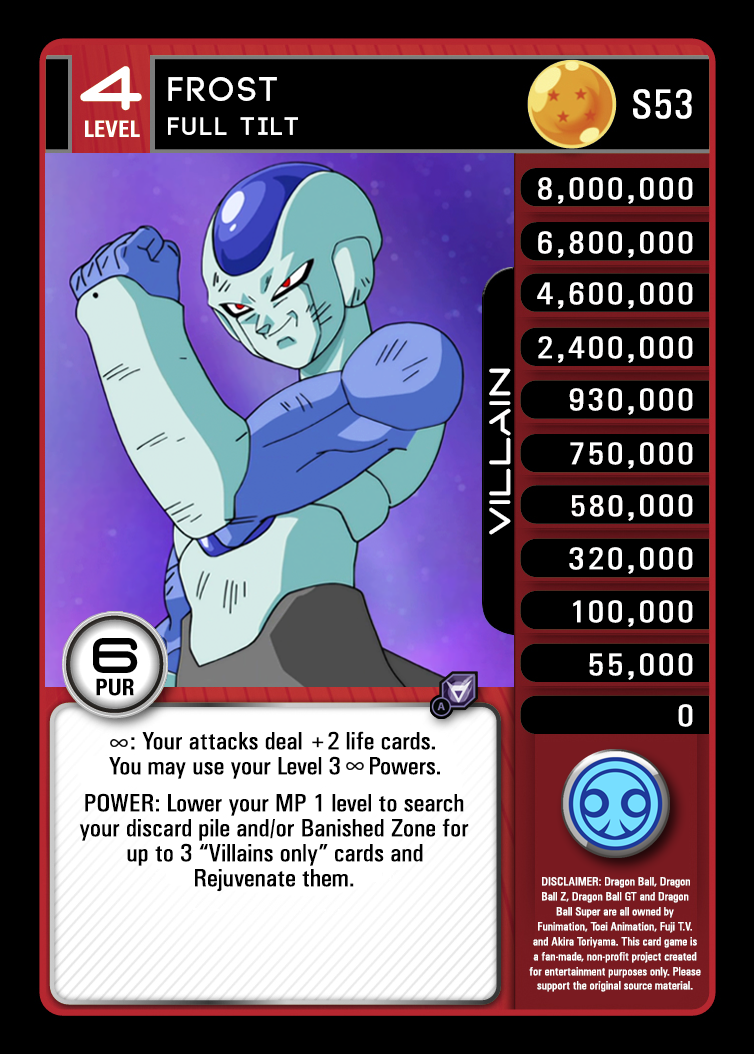 4
LEVEL
FROST
FULL TILT
S53
8,000,000
6,800,000
4,600,000
2,400,000
930,000
750,000
580,000
320,000
100,000
55,000
0
VILLAIN
6
PUR
A
∞: Your attacks deal +2 life cards.
You may use your Level 3 ∞ Powers.
POWER: Lower your MP 1 level to search
your discard pile and/or Banished Zone for
up to 3 “Villains only” cards and
Rejuvenate them.
DISCLAIMER: Dragon Ball, Dragon
Ball Z, Dragon Ball GT and Dragon
Ball Super are all owned by
Funimation, Toei Animation, Fuji T.V.
and Akira Toriyama. This card game is
a fan-made, non-profit project created
for entertainment purposes only. Please
support the original source material.